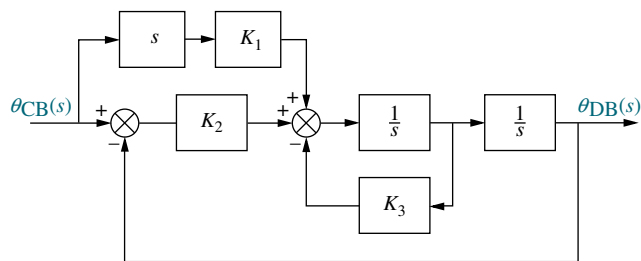 s
K₁
θCB(s)
+
−
K₂
+
+
−
1/s
1/s
θDB(s)
K₃